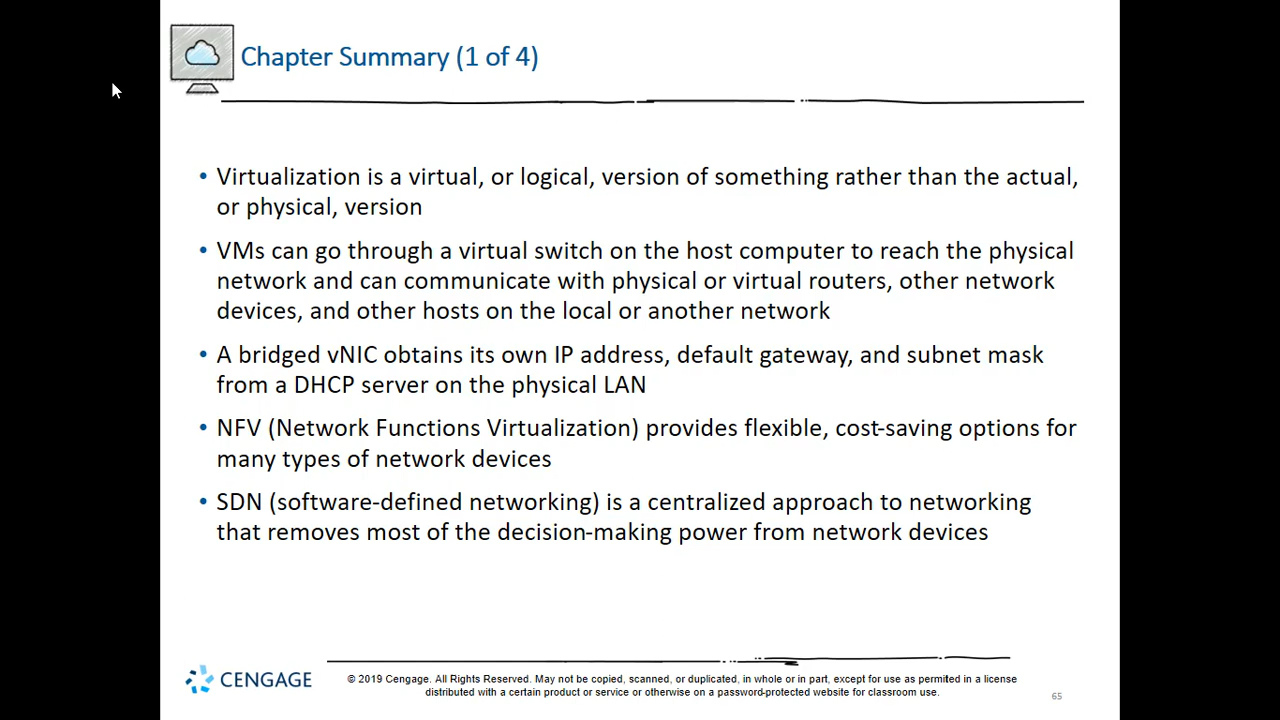 Chapter Summary (1 of 4)
• Virtualization is a virtual, or logical, version of something rather than the actual,
or physical, version
• VMs can go through a virtual switch on the host computer to reach the physical
network and can communicate with physical or virtual routers, other network
devices, and other hosts on the local or another network
• A bridged vNIC obtains its own IP address, default gateway, and subnet mask
from a DHCP server on the physical LAN
• NFV (Network Functions Virtualization) provides flexible, cost-saving options for
many types of network devices
• SDN (software-defined networking) is a centralized approach to networking
that removes most of the decision-making power from network devices
CENGAGE
© 2019 Cengage. All Rights Reserved. May not be copied, scanned, or duplicated, in whole or in part, except for use as permitted in a license
distributed with a certain product or service or otherwise on a password-protected website for classroom use.
65